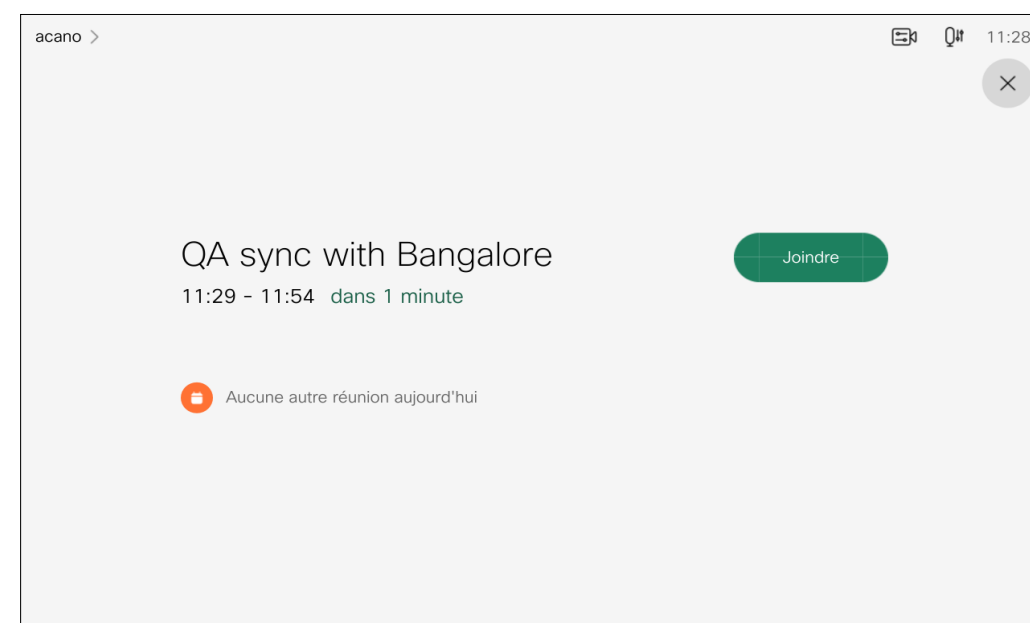 acano
11:28
QA sync with Bangalore
Joindre
11:29 - 11:54 dans 1 minute
Aucune autre réunion aujourd'hui